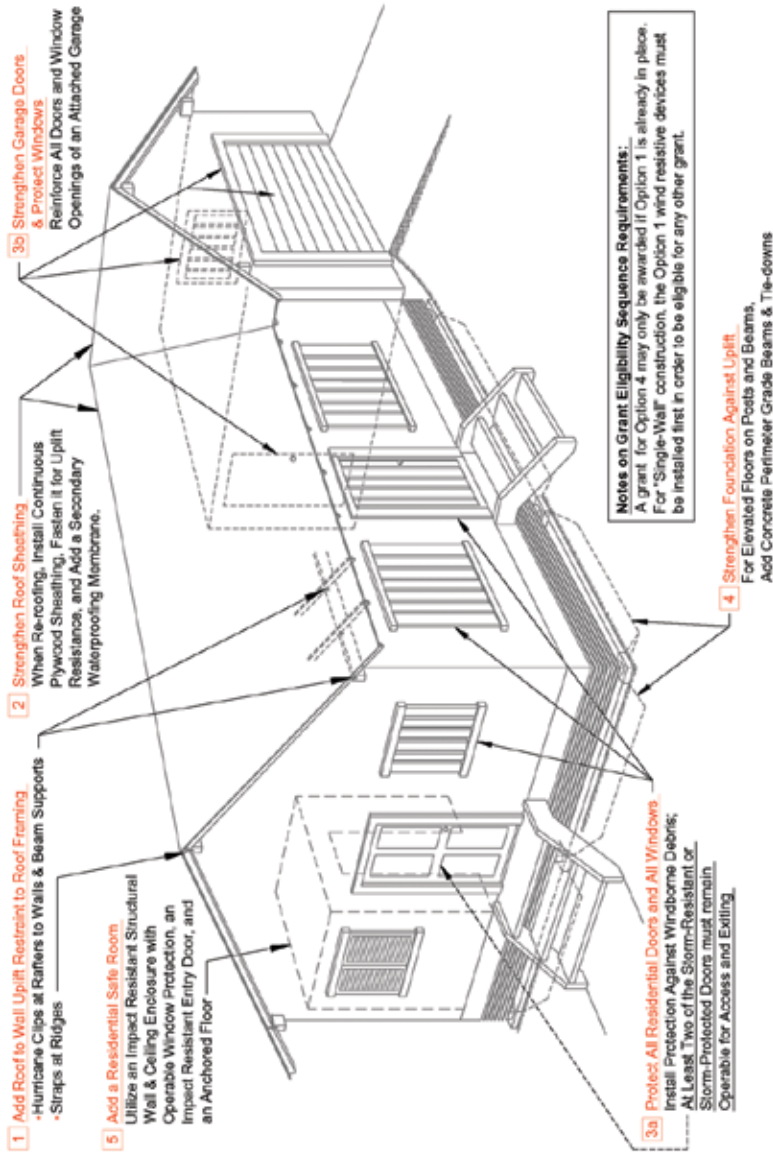 1 Add Roof to Wall Uplift Restraint to Roof Framing
• Hurricane Clips at Rafters to Walls & Beam Supports
• Straps at Ridges
5 Add a Residential Safe Room
Utilize an Impact Resistant Structural
Wall & Ceiling Enclosure with
Operable Window Protection, an
Impact Resistant Entry Door, and
an Anchored Floor
2 Strengthen Roof Sheathing
When Re-roofing, Install Continuous
Plywood Sheathing, Fasten it for Uplift
Resistance, and Add a Secondary
Waterproofing Membrane.
3b Strengthen Garage Doors
& Protect Windows
Reinforce All Doors and Window
Openings of an Attached Garage
3a Protect All Residential Doors and All Windows
Install Protection Against Windborne Debris;
At Least Two of the Storm-Resistant or
Storm-Protected Doors must remain
Operable for Access and Exiting
4 Strengthen Foundation Against Uplift
For Elevated Floors on Posts and Beams,
Add Concrete Perimeter Grade Beams & Tie-downs
Notes on Grant Eligibility Sequence Requirements:
A grant for Option 4 may only be awarded if Option 1 is already in place.
For "Single-Wall" construction, the Option 1 wind resistive devices must
be installed first in order to be eligible for any other grant.